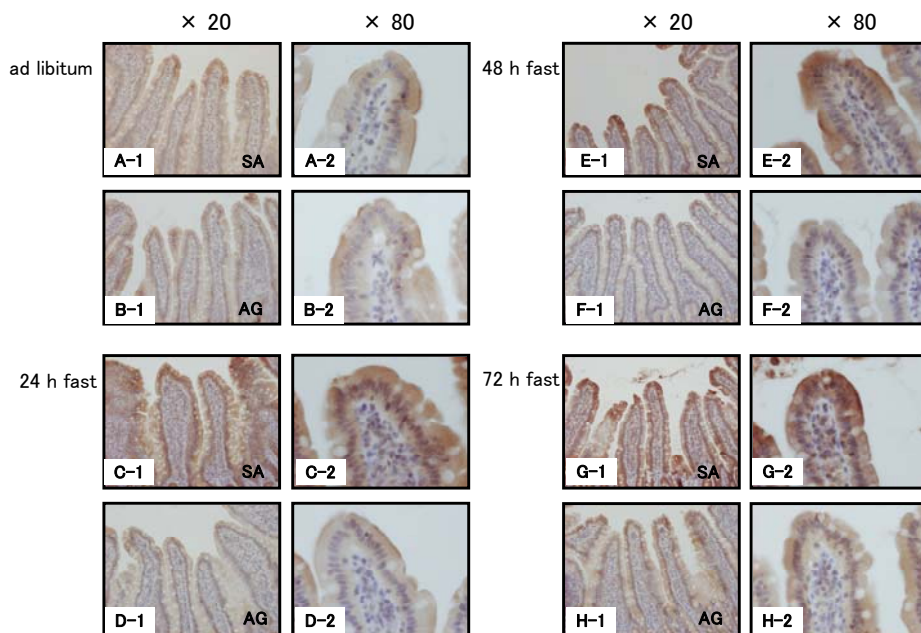 × 20
× 80
× 20
× 80
ad libitum
A-1
SA
A-2
B-1
AG
B-2
24 h fast
C-1
SA
C-2
D-1
AG
D-2
48 h fast
E-1
SA
E-2
F-1
AG
F-2
72 h fast
G-1
SA
G-2
H-1
AG
H-2